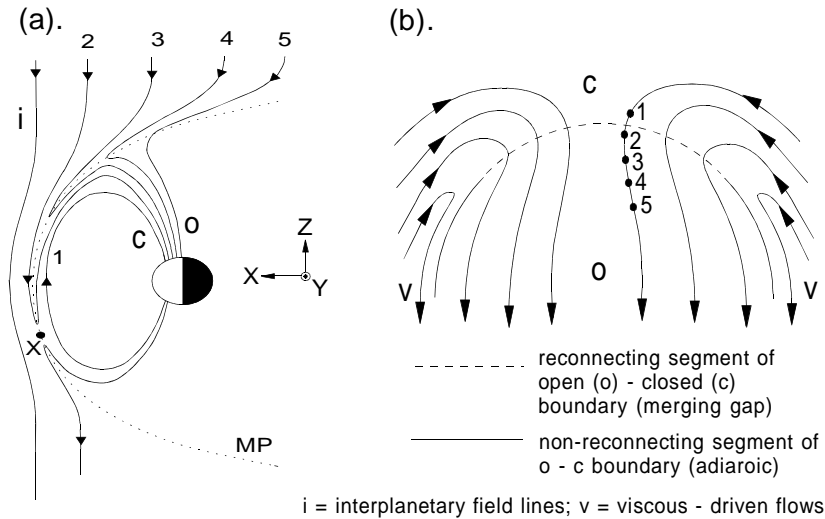 (a).
2 3 4 5
i
1
c
o
Z
X
Y
X
MP
(b).
c
1
2
3
4
5
o
v
v
reconnecting segment of
open (o) - closed (c)
boundary (merging gap)
non-reconnecting segment of
o - c boundary (adiaroic)
i = interplanetary field lines; v = viscous - driven flows